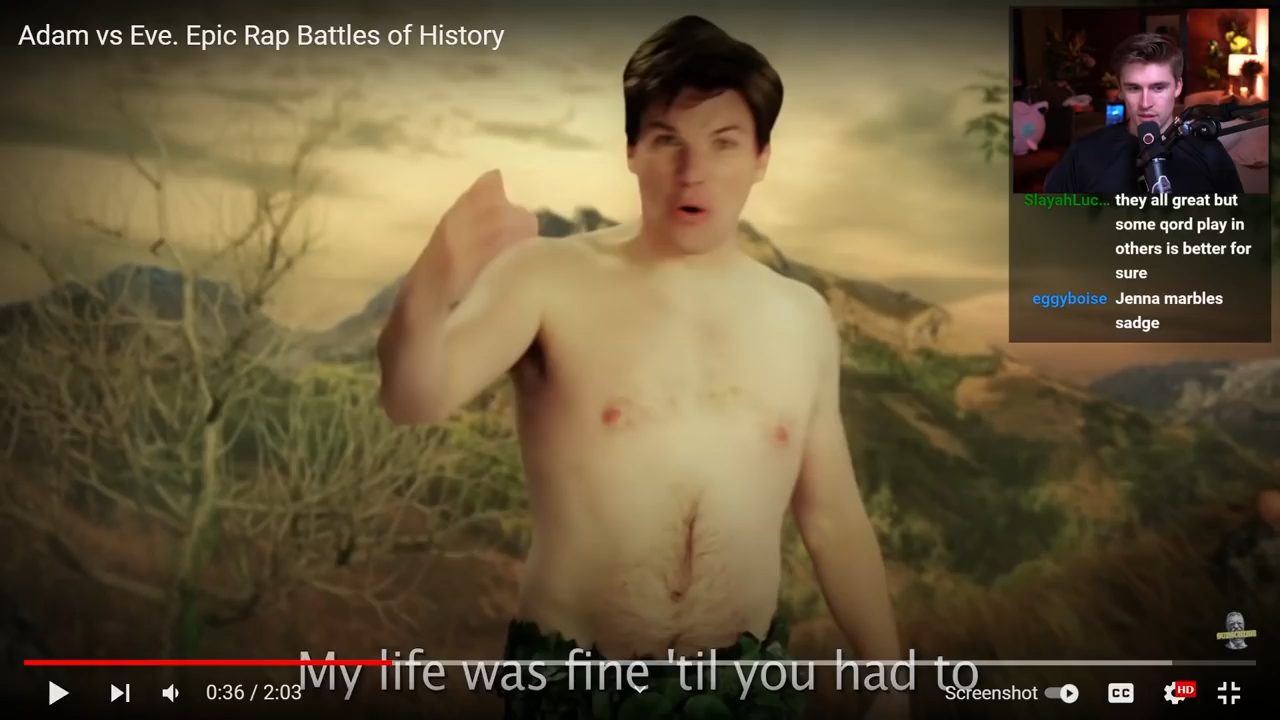 Adam vs Eve. Epic Rap Battles of History
SlayahLuc... they all great but
some qord play in
others is better for
sure
eggyboise Jenna marbles
sadge
My life was fine 'til you had to
0:36 / 2:03
Screenshot
CC
HD